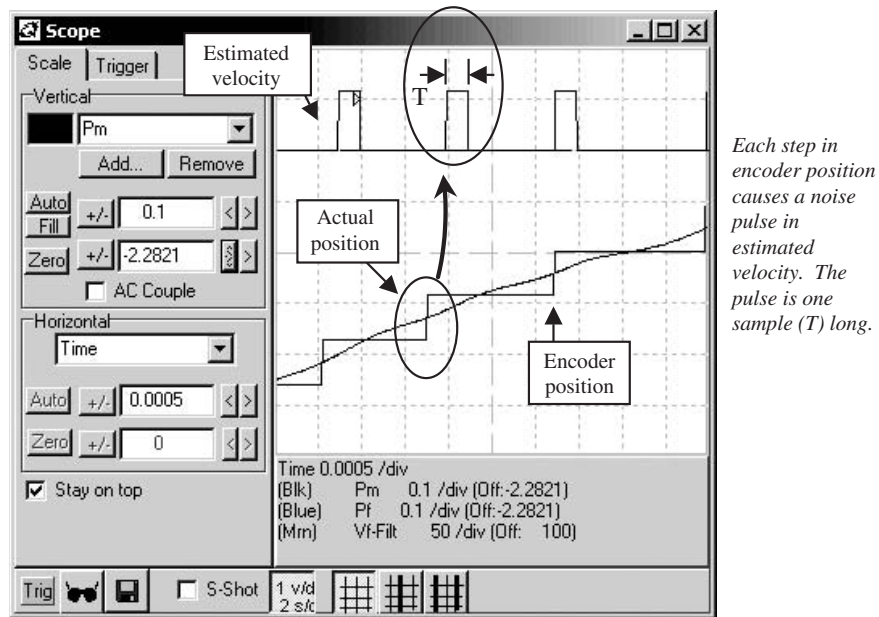 Scope
Scale
Trigger
Vertical
Pm
Add...
Remove
Auto
Fill
+/-
0.1
<
>
Zero
+/-
-2.2821
>
AC Couple
Horizontal
Time
Auto
+/-
0.0005
<
>
Zero
+/-
0
<
>
Stay on top
Estimated
velocity
T
Actual
position
Encoder
position
Time 0.0005 /div
(Blk) Pm 0.1 /div (Off:-2.2821)
(Blue) Pf 0.1 /div (Off:-2.2821)
(Mrn) Vf-Filt 50 /div (Off: 100)
Trig
S-Shot
1 v/d
2 s/c
Each step in
encoder position
causes a noise
pulse in
estimated
velocity. The
pulse is one
sample (T) long.